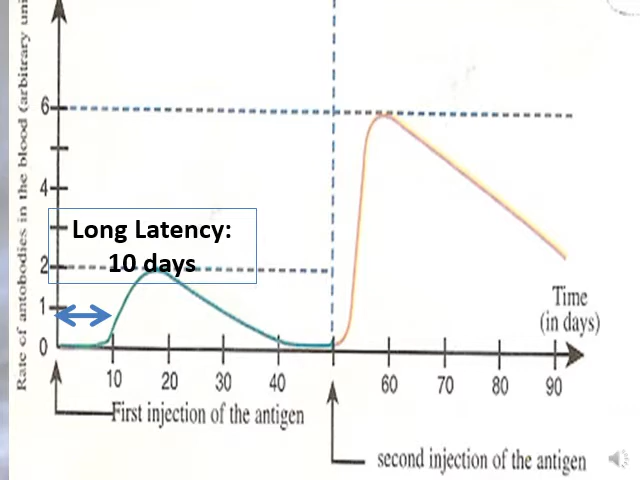 Rate of antobodies in the blood (arbitrary uni
6
4
Long Latency:
10 days
2
1
0
Time
(in days)
10 20 30 40 60 70 80 90
First injection of the antigen
second injection of the antigen